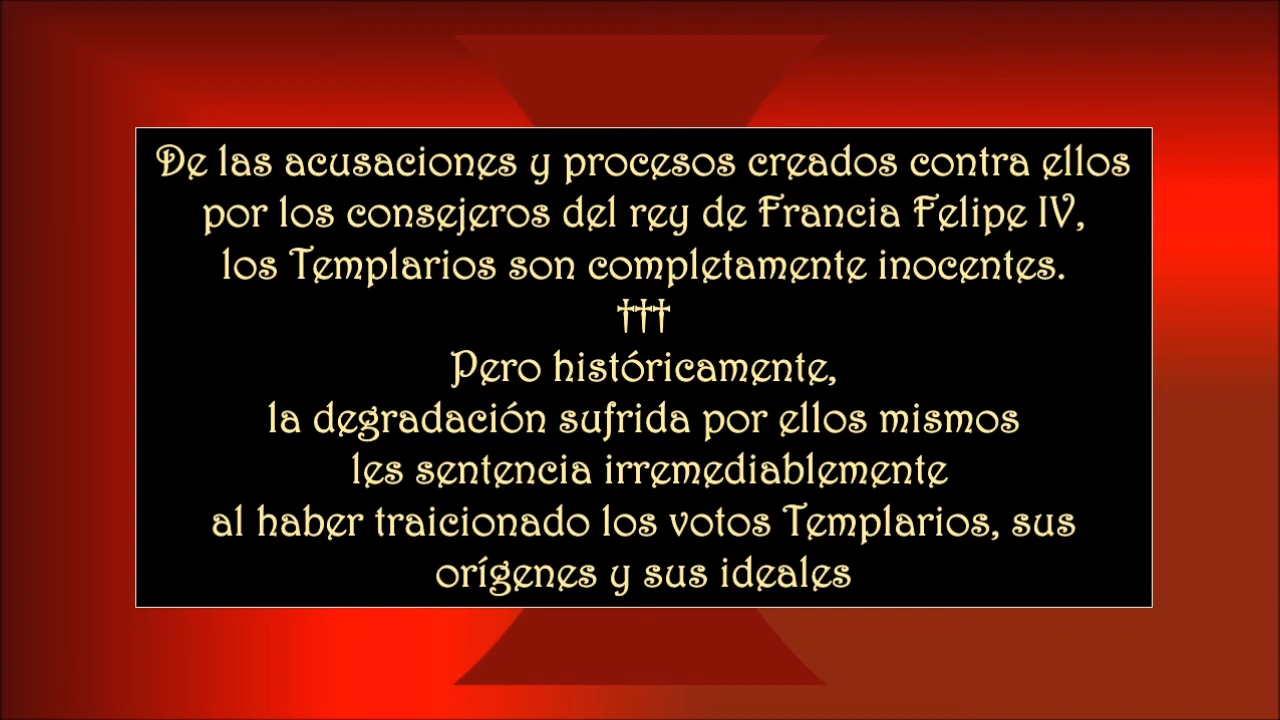 De las acusaciones y procesos creados contra ellos
por los consejeros del rey de Francia Felipe IV,
los Templarios son completamente inocentes.
†††
Pero históricamente,
la degradación sufrida por ellos mismos
les sentencia irremediablemente
al haber traicionado los votos Templarios, sus
orígenes y sus ideales